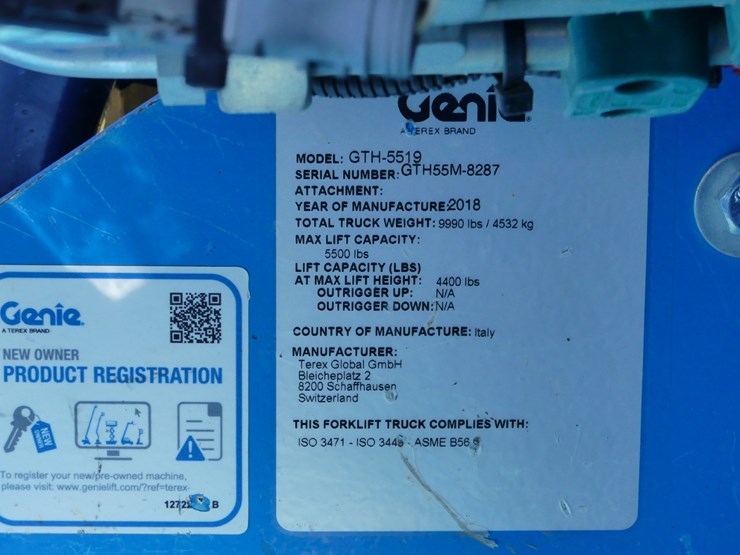 Genie
A TEREX BRAND
MODEL: GTH-5519
SERIAL NUMBER: GTH55M-8287
ATTACHMENT:
YEAR OF MANUFACTURE: 2018
TOTAL TRUCK WEIGHT: 9990 lbs / 4532 kg
MAX LIFT CAPACITY:
5500 lbs
LIFT CAPACITY (LBS)
AT MAX LIFT HEIGHT: 4400 lbs
OUTRIGGER UP: N/A
OUTRIGGER DOWN: N/A
COUNTRY OF MANUFACTURE: Italy
MANUFACTURER:
Terex Global GmbH
Bleicheplatz 2
8200 Schaffhausen
Switzerland
THIS FORKLIFT TRUCK COMPLIES WITH:
ISO 3471 - ISO - ASME
Genie.
A TEREX BRAND
NEW OWNER
PRODUCT REGISTRATION
NEW
To register your new/pre-owned machine,
please visit: www.genielift.com/?ref=terex-
B